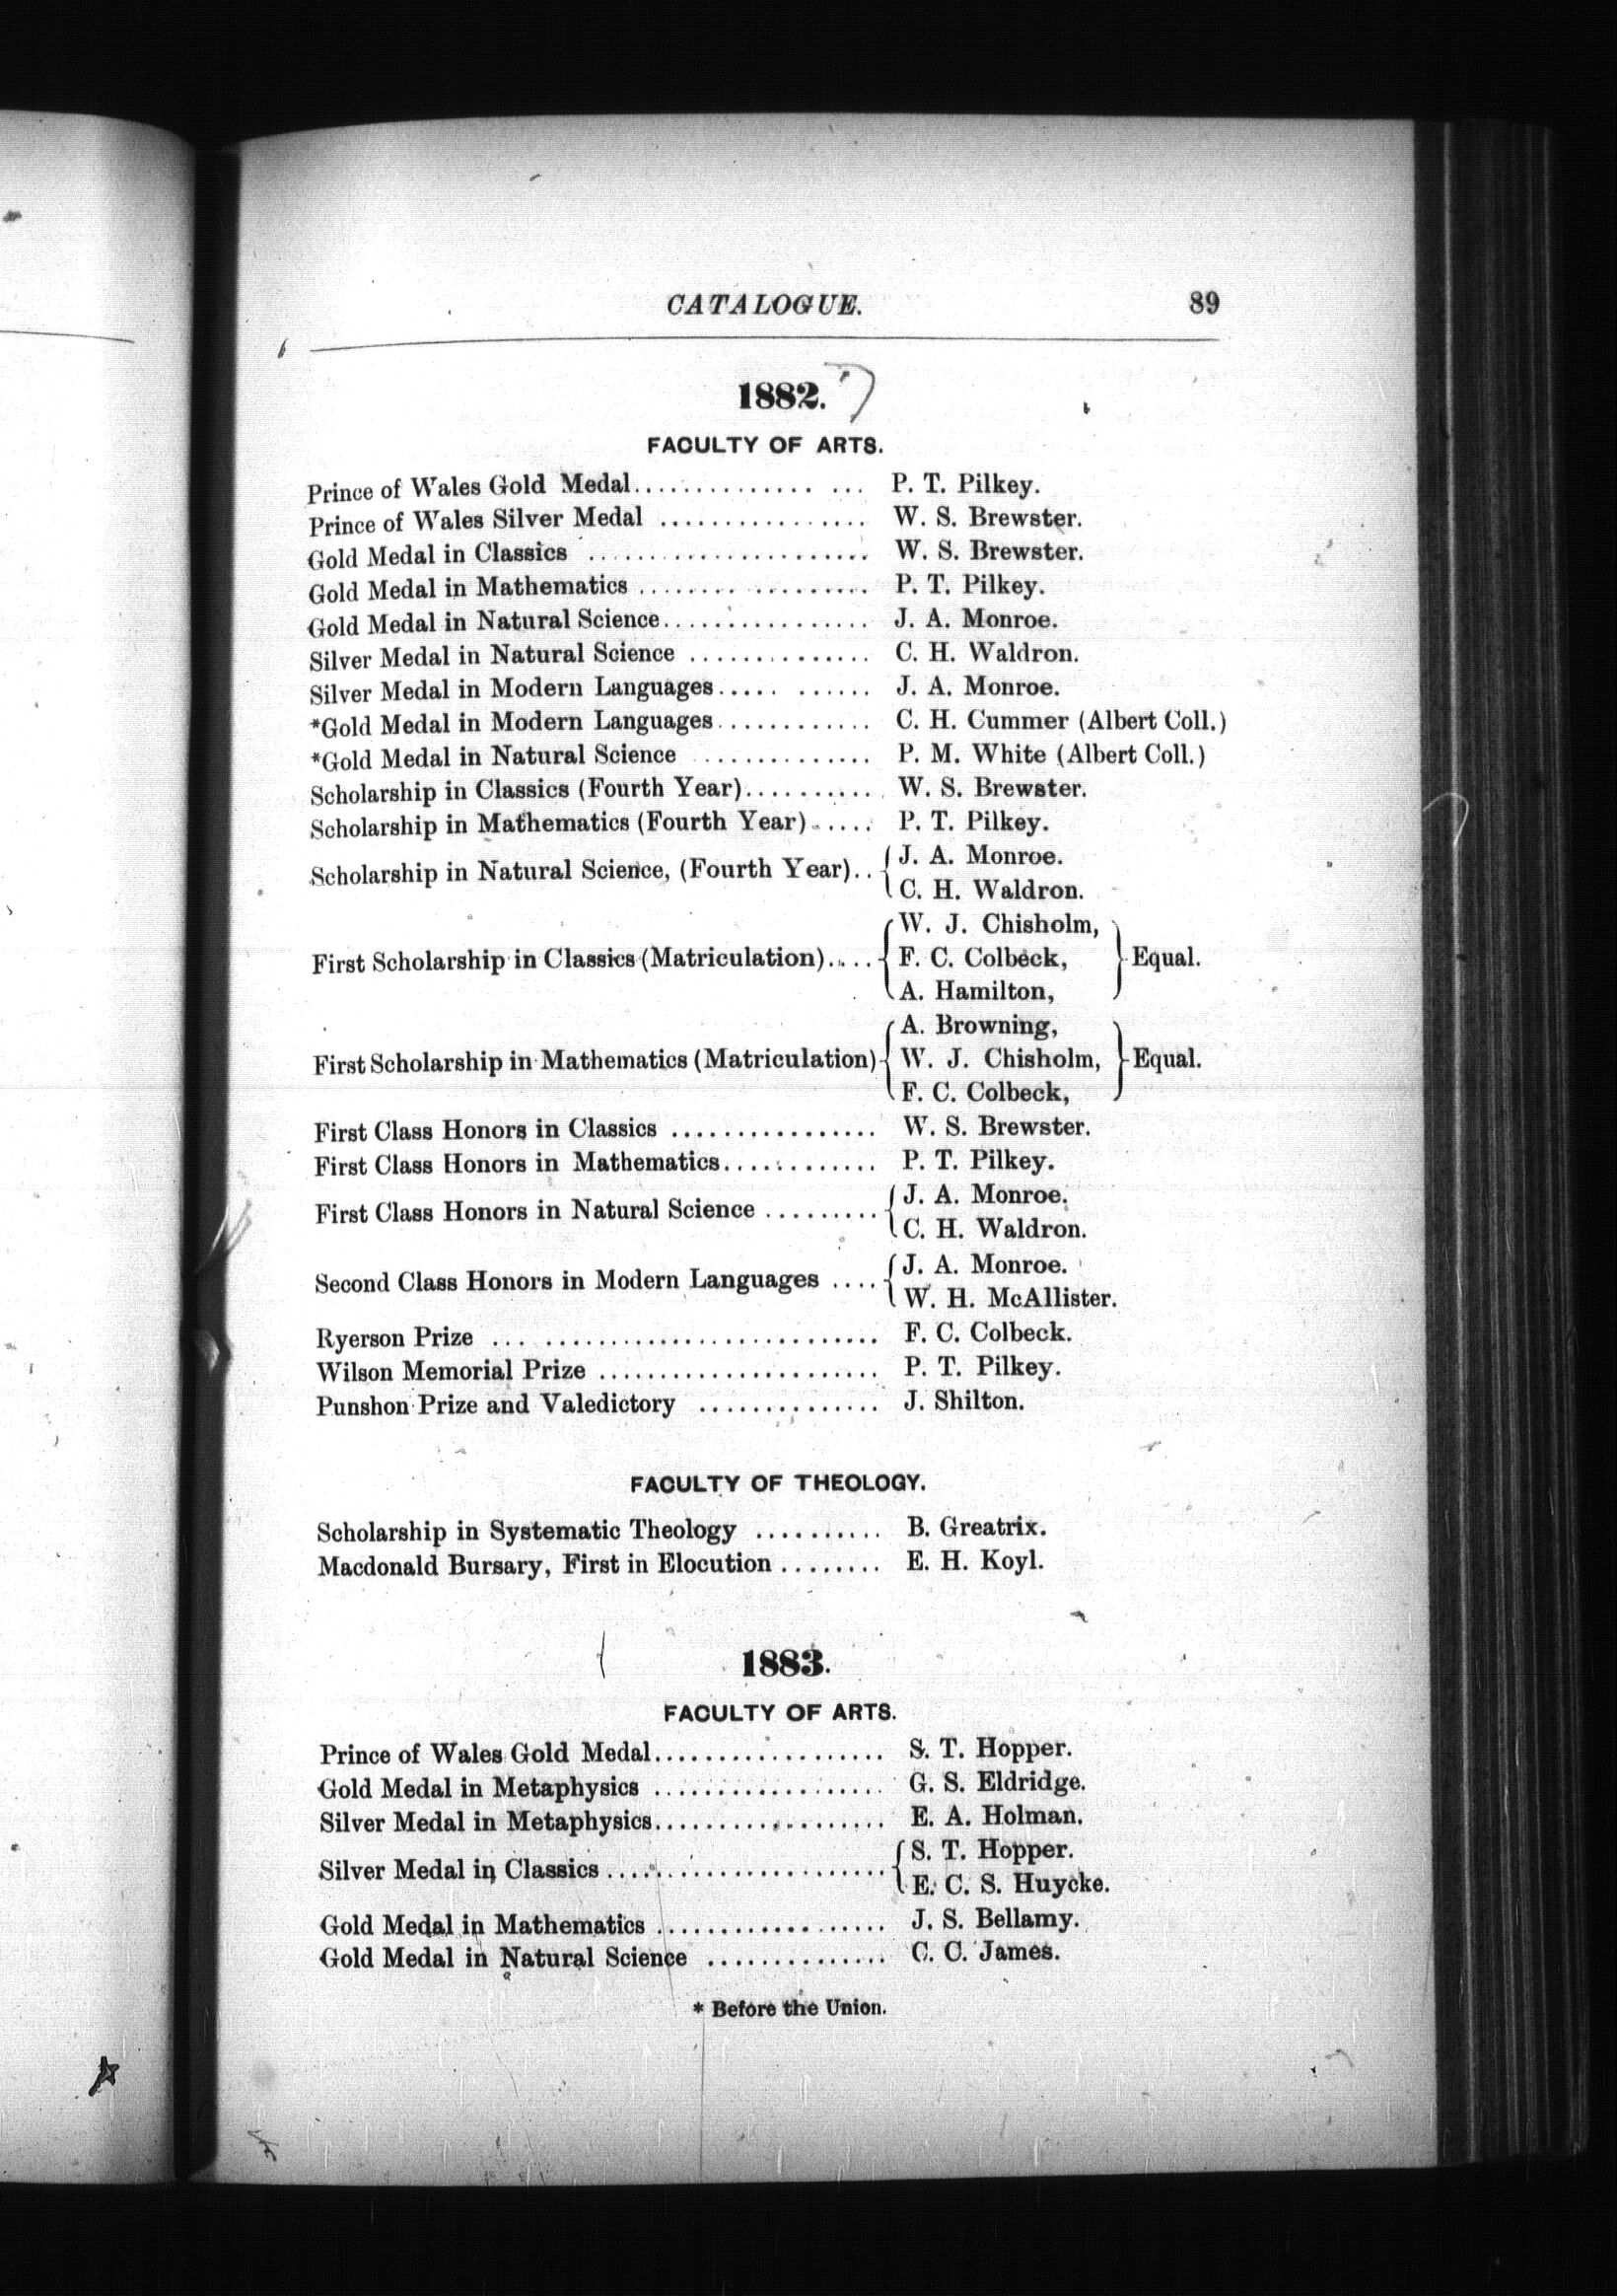 CATALOGUE. 89
1882.
FACULTY OF ARTS.
Prince of Wales Gold Medal.............. ... P. T. Pilkey.
Prince of Wales Silver Medal ................ W. S. Brewster.
Gold Medal in Classics ...................... W. S. Brewster.
Gold Medal in Mathematics .................. P. T. Pilkey.
Gold Medal in Natural Science................ J. A. Monroe.
Silver Medal in Natural Science .............. C. H. Waldron.
Silver Medal in Modern Languages..... ...... J. A. Monroe.
*Gold Medal in Modern Languages............ C. H. Cummer (Albert Coll.)
*Gold Medal in Natural Science .............. P. M. White (Albert Coll.)
Scholarship in Classics (Fourth Year).......... W. S. Brewster.
Scholarship in Mathematics (Fourth Year) ..... P. T. Pilkey.
Scholarship in Natural Science, (Fourth Year).. { J. A. Monroe.
C. H. Waldron.
W. J. Chisholm,
First Scholarship in Classics (Matriculation).... { F. C. Colbeck, } Equal.
A. Hamilton,
A. Browning,
First Scholarship in Mathematics (Matriculation) { W. J. Chisholm, } Equal.
F. C. Colbeck,
First Class Honors in Classics ................ W. S. Brewster.
First Class Honors in Mathematics............ P. T. Pilkey.
First Class Honors in Natural Science ......... { J. A. Monroe.
C. H. Waldron.
Second Class Honors in Modern Languages .... { J. A. Monroe.
W. H. McAllister.
Ryerson Prize ... .......................... F. C. Colbeck.
Wilson Memorial Prize ...................... P. T. Pilkey.
Punshon Prize and Valedictory .............. J. Shilton.
FACULTY OF THEOLOGY.
Scholarship in Systematic Theology .......... B. Greatrix.
Macdonald Bursary, First in Elocution ........ E. H. Koyl.
1883.
FACULTY OF ARTS.
Prince of Wales Gold Medal.................. S. T. Hopper.
Gold Medal in Metaphysics .................. G. S. Eldridge.
Silver Medal in Metaphysics.................. E. A. Holman.
Silver Medal in Classics ...................... { S. T. Hopper.
E. C. S. Huycke.
Gold Medal in Mathematics .................. J. S. Bellamy.
Gold Medal in Natural Science .............. C. C. James.
* Before the Union.